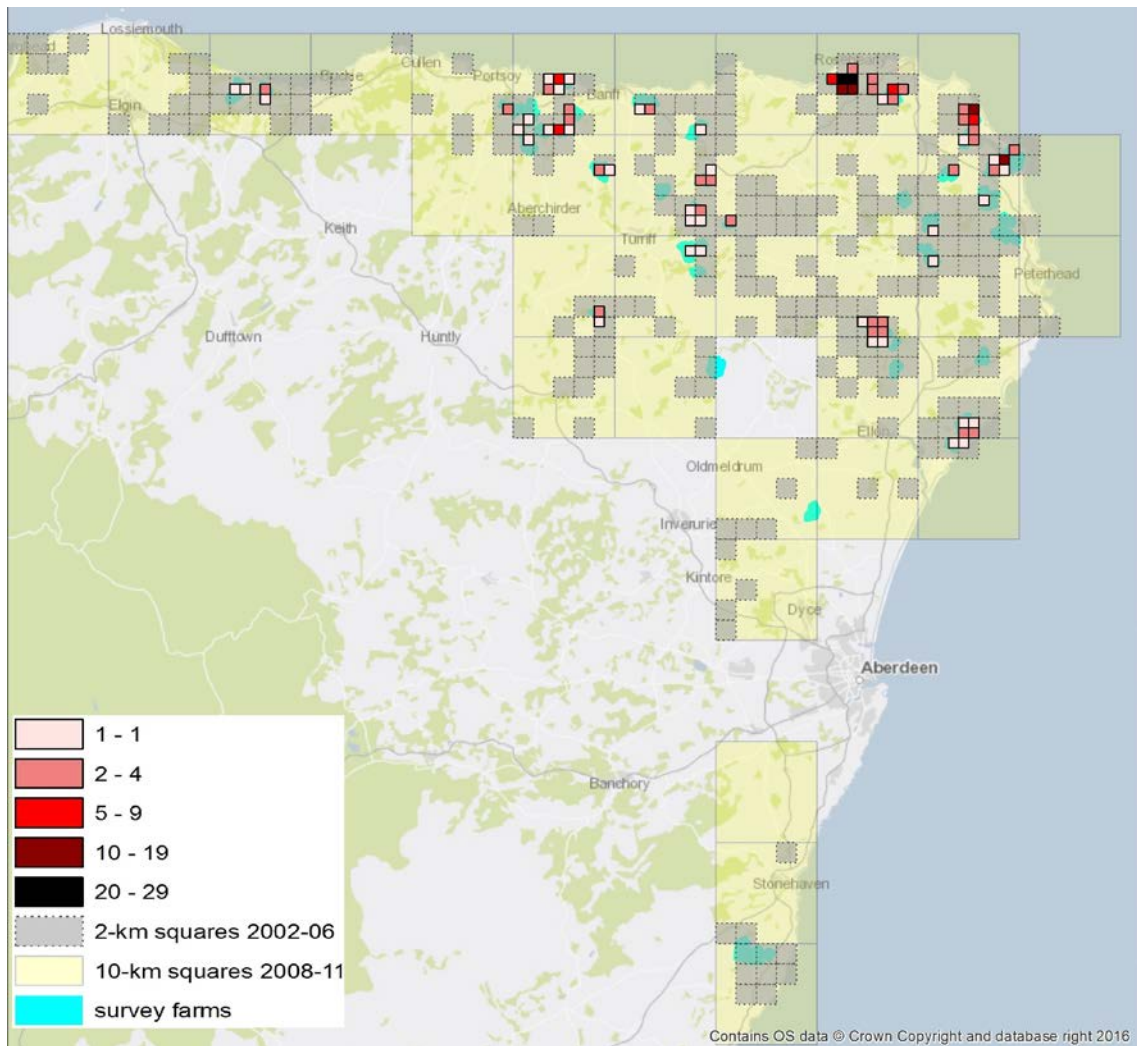 Lossiemouth
Cullen
Portsoy
Elgin
Banff
Keith
Aberchirder
Turriff
Peterhead
Dufftown
Huntly
Ellon
Oldmeldrum
Inverurie
Kintore
Dyce
Aberdeen
Banchory
Stonehaven
1 - 1
2 - 4
5 - 9
10 - 19
20 - 29
2-km squares 2002-06
10-km squares 2008-11
survey farms
Contains OS data © Crown Copyright and database right 2016